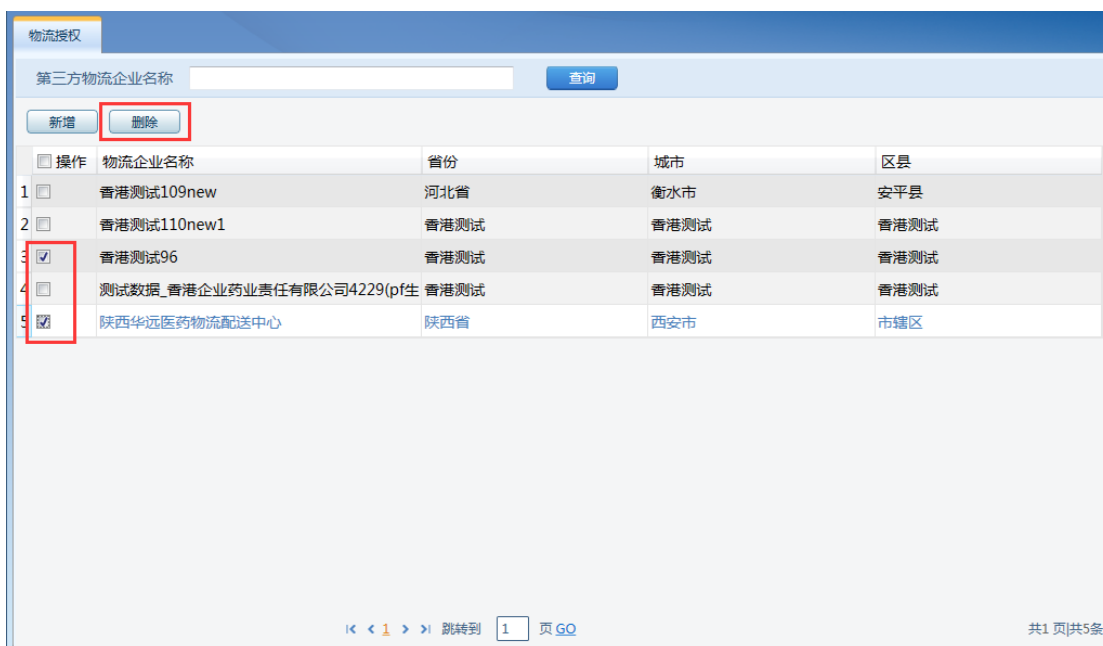 物流授权
第三方物流企业名称 查询
新增 删除
操作 物流企业名称 省份 城市 区县
1 香港测试109new 河北省 衡水市 安平县
2 香港测试110new1 香港测试 香港测试 香港测试
3 香港测试96 香港测试 香港测试 香港测试
4 测试数据_香港企业药业责任有限公司4229(pf生 香港测试 香港测试 香港测试
5 陕西华远医药物流配送中心 陕西省 西安市 市辖区
1 跳转到 1 页 GO 共1 页|共5条